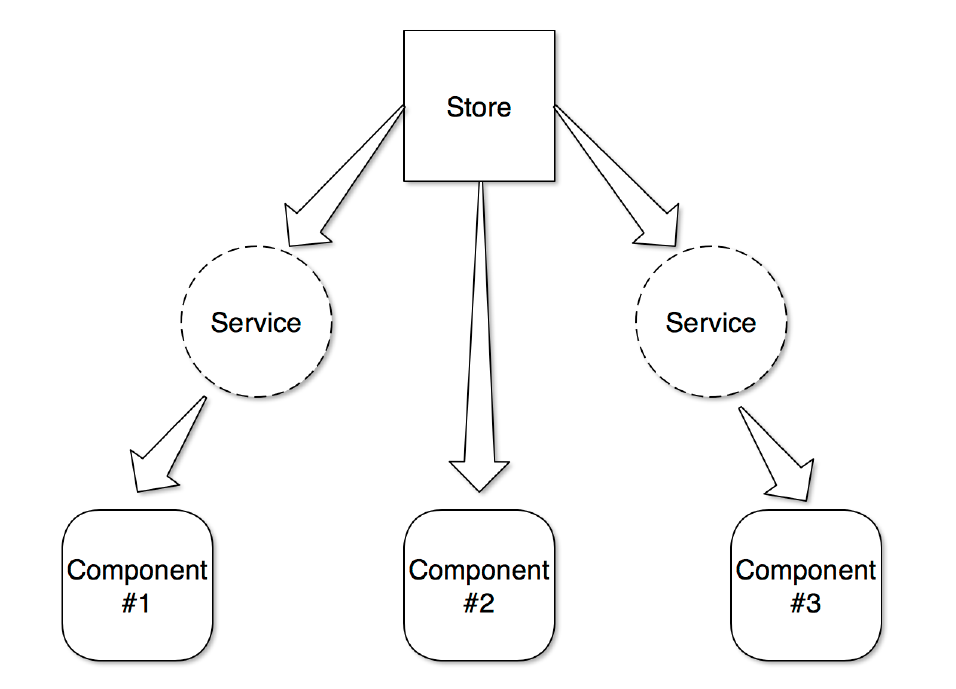 Store
Service
Service
Component
#1
Component
#2
Component
#3